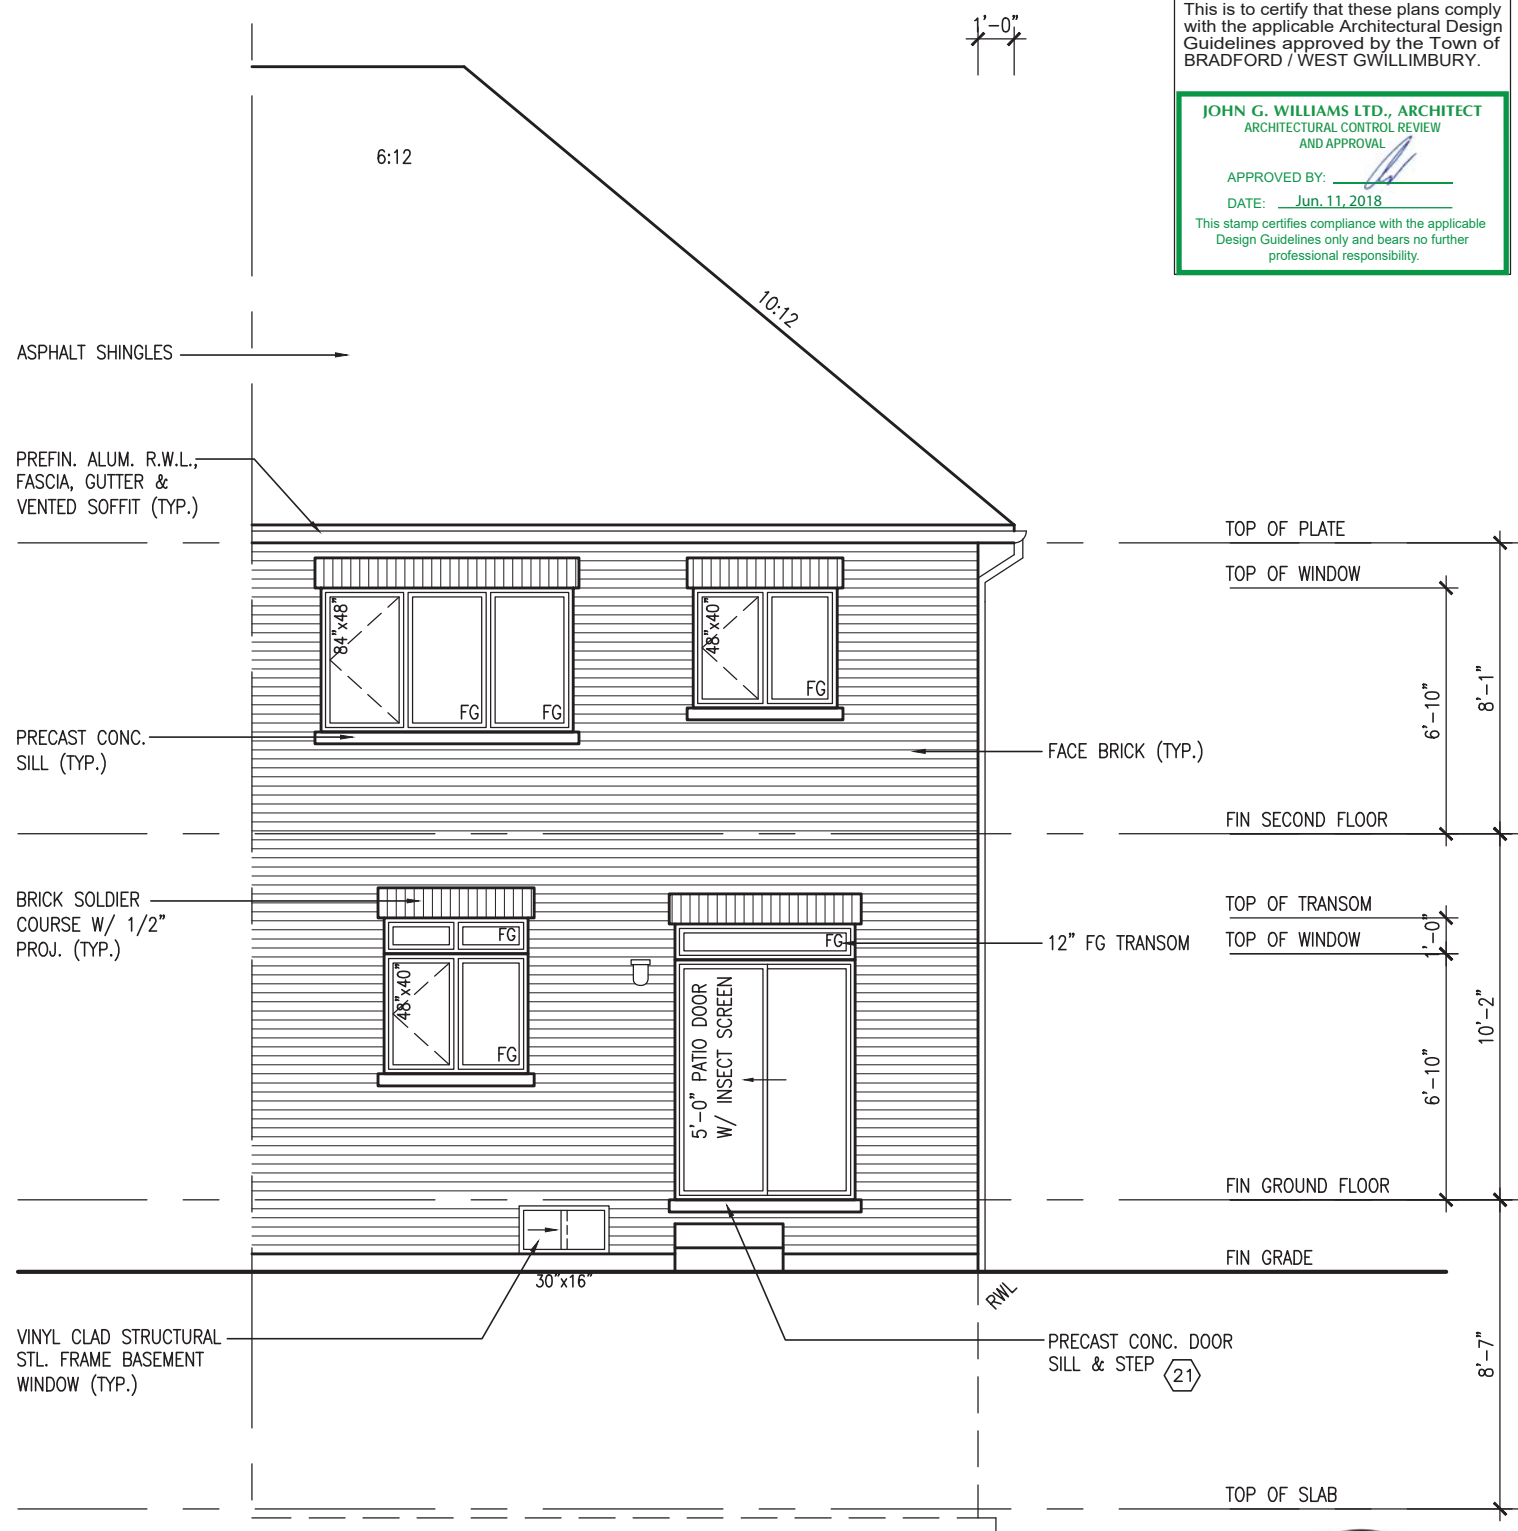 This is to certify that these plans comply
with the applicable Architectural Design
Guidelines approved by the Town of
BRADFORD / WEST GWILLIMBURY.
JOHN G. WILLIAMS LTD., ARCHITECT
ARCHITECTURAL CONTROL REVIEW
AND APPROVAL
APPROVED BY:
DATE: Jun. 11, 2018
This stamp certifies compliance with the applicable
Design Guidelines only and bears no further
professional responsibility.
1'-0"
6:12
10:12
ASPHALT SHINGLES
PREFIN. ALUM. R.W.L.,
FASCIA, GUTTER &
VENTED SOFFIT (TYP.)
TOP OF PLATE
TOP OF WINDOW
84"x48"
FG
FG
48"x40"
FG
6'-10"
8'-1"
PRECAST CONC.
SILL (TYP.)
FACE BRICK (TYP.)
FIN SECOND FLOOR
BRICK SOLDIER
COURSE W/ 1/2"
PROJ. (TYP.)
FG
48"x40"
FG
FG
12" FG TRANSOM
5'-0" PATIO DOOR
W/ INSECT SCREEN
TOP OF TRANSOM
TOP OF WINDOW
1'-0"
10'-2"
6'-10"
FIN GROUND FLOOR
FIN GRADE
30"x16"
RWL
VINYL CLAD STRUCTURAL
STL. FRAME BASEMENT
WINDOW (TYP.)
PRECAST CONC. DOOR
SILL & STEP 21
8'-7"
TOP OF SLAB